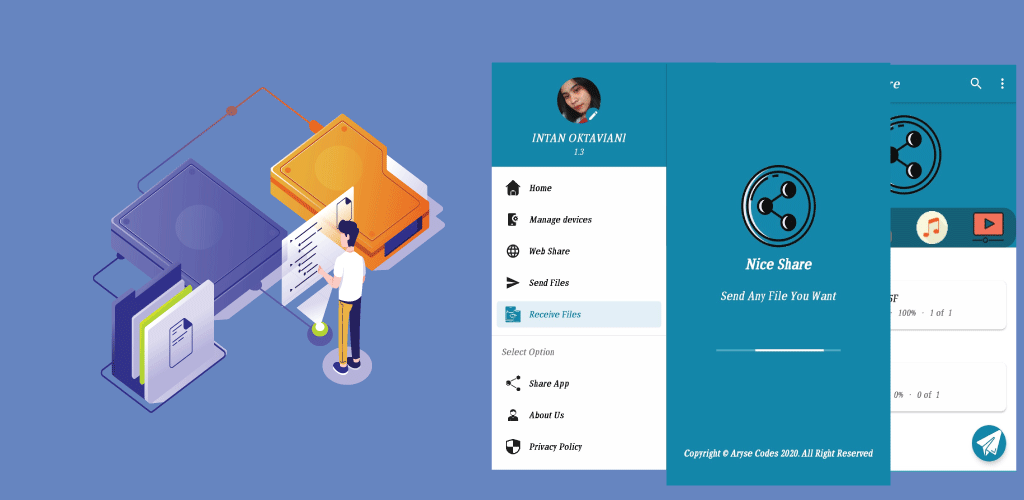 INTAN OKTAVIANI
1.3
Home
Manage devices
Web Share
Send Files
Receive Files
Select Option
Share App
About Us
Privacy Policy
Nice Share
Send Any File You Want
Copyright © Aryse Codes 2020. All Right Reserved
re
GF
100% · 1 of 1
0% · 0 of 1